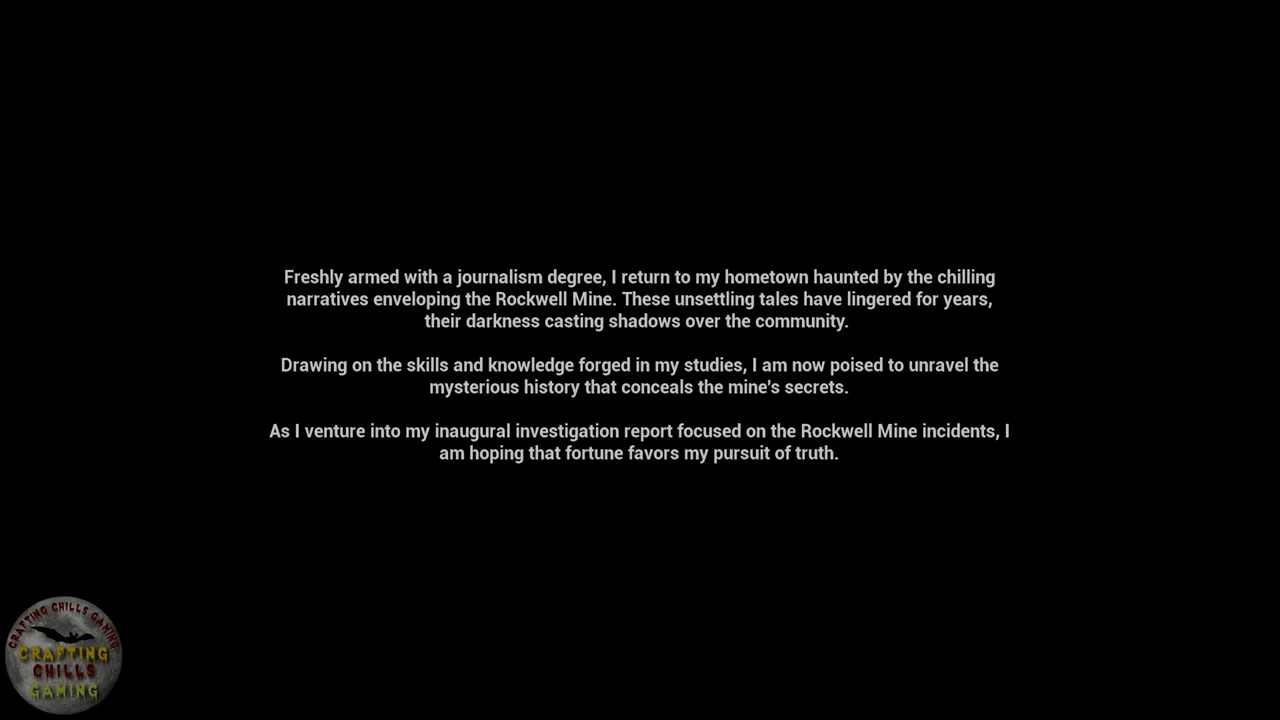 Freshly armed with a journalism degree, I return to my hometown haunted by the chilling
narratives enveloping the Rockwell Mine. These unsettling tales have lingered for years,
their darkness casting shadows over the community.
Drawing on the skills and knowledge forged in my studies, I am now poised to unravel the
mysterious history that conceals the mine's secrets.
As I venture into my inaugural investigation report focused on the Rockwell Mine incidents, I
am hoping that fortune favors my pursuit of truth.
CRAFTING CHILLS GAMING
CRAFTING
CHILLS
GAMING